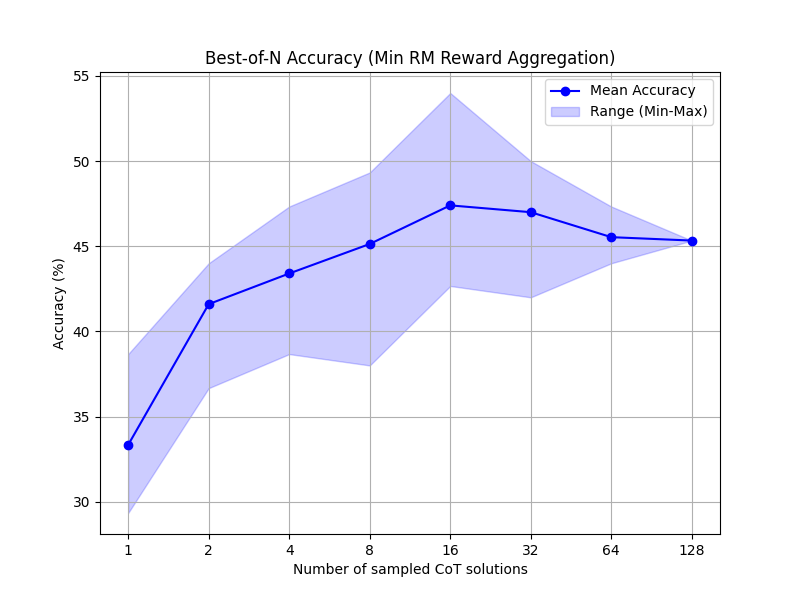 Best-of-N Accuracy (Min RM Reward Aggregation)
Mean Accuracy
Range (Min-Max)
Accuracy (%)
55
50
45
40
35
30
1 2 4 8 16 32 64 128
Number of sampled CoT solutions